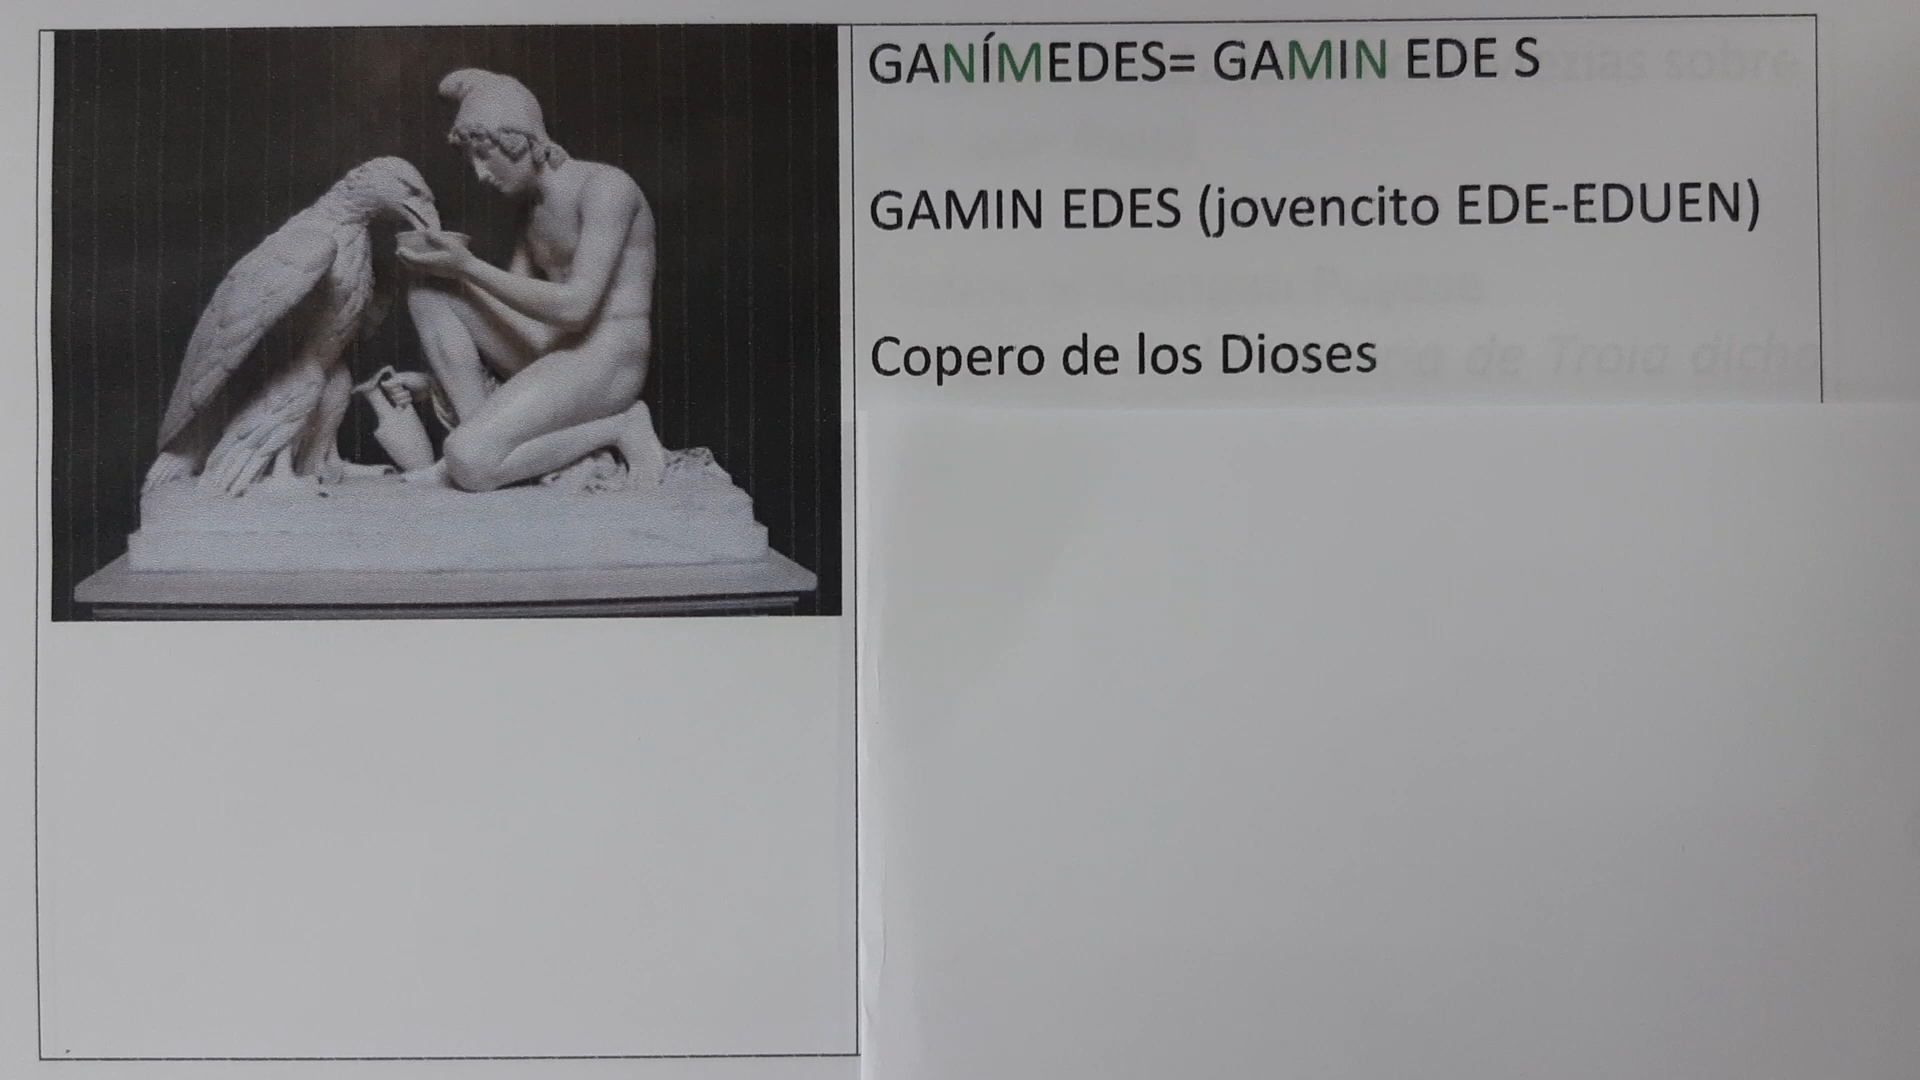 GANÍMEDES= GAMIN EDE S
GAMIN EDES (jovencito EDE-EDUEN)
Copero de los Dioses